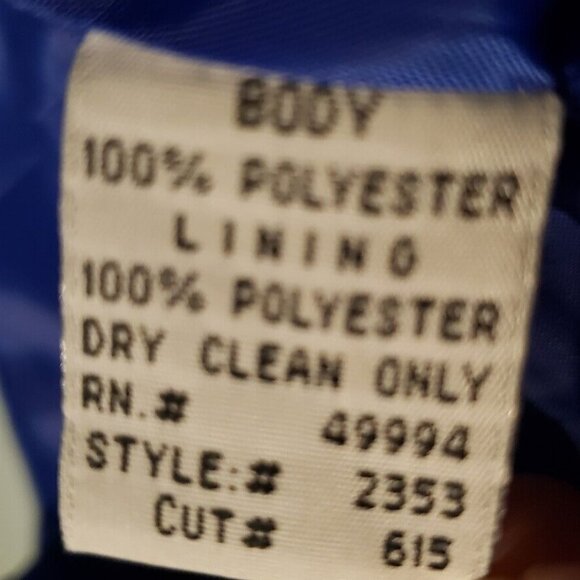 BODY
100% POLYESTER
LINING
100% POLYESTER
DRY CLEAN ONLY
RN.# 49994
STYLE:# 2353
CUT# 615